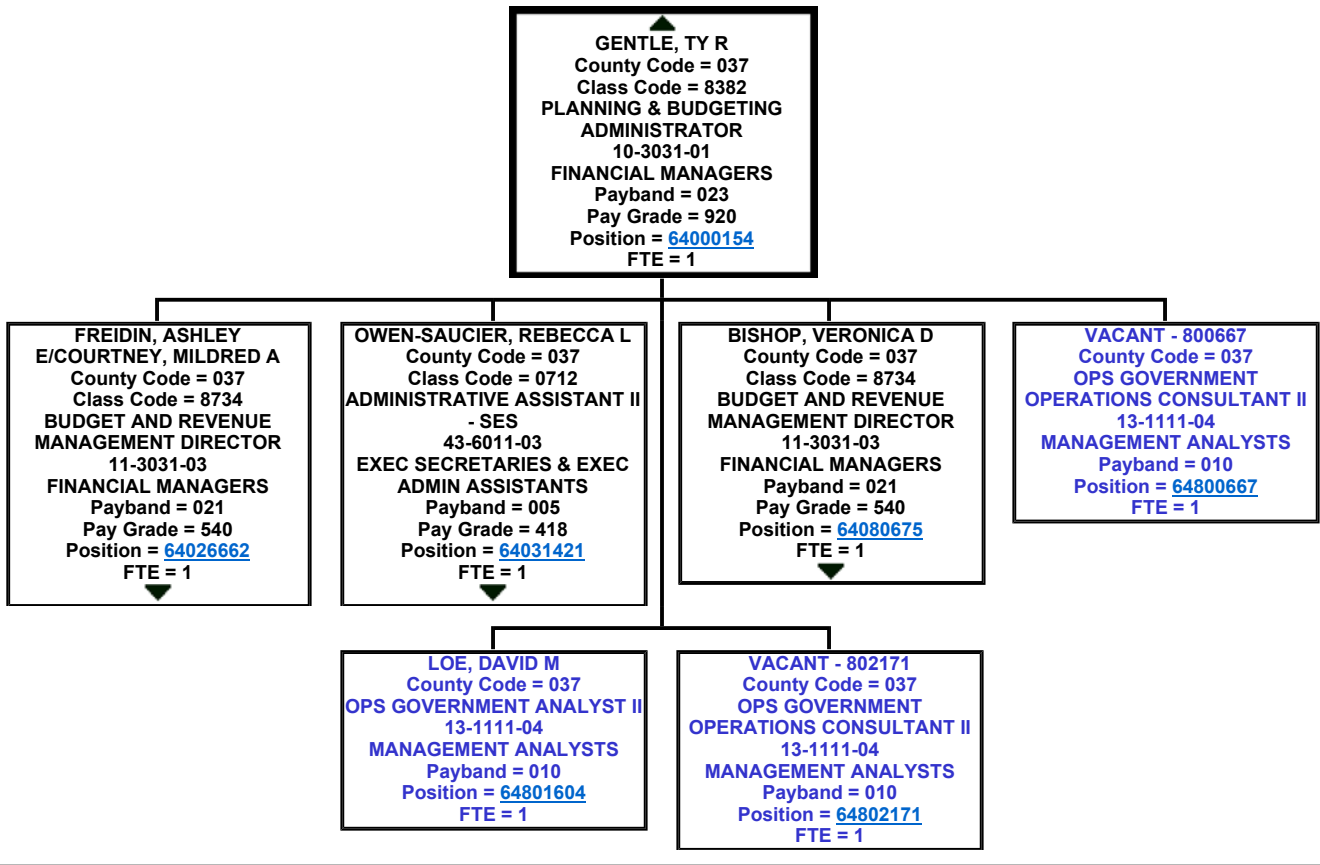 GENTLE, TY R
County Code = 037
Class Code = 8382
PLANNING & BUDGETING
ADMINISTRATOR
10-3031-01
FINANCIAL MANAGERS
Payband = 023
Pay Grade = 920
Position = 64000154
FTE = 1
FREIDIN, ASHLEY
E/COURTNEY, MILDRED A
County Code = 037
Class Code = 8734
BUDGET AND REVENUE
MANAGEMENT DIRECTOR
11-3031-03
FINANCIAL MANAGERS
Payband = 021
Pay Grade = 540
Position = 64026662
FTE = 1
OWEN-SAUCIER, REBECCA L
County Code = 037
Class Code = 0712
ADMINISTRATIVE ASSISTANT II
- SES
43-6011-03
EXEC SECRETARIES & EXEC
ADMIN ASSISTANTS
Payband = 005
Pay Grade = 418
Position = 64031421
FTE = 1
BISHOP, VERONICA D
County Code = 037
Class Code = 8734
BUDGET AND REVENUE
MANAGEMENT DIRECTOR
11-3031-03
FINANCIAL MANAGERS
Payband = 021
Pay Grade = 540
Position = 64080675
FTE = 1
VACANT - 800667
County Code = 037
OPS GOVERNMENT
OPERATIONS CONSULTANT II
13-1111-04
MANAGEMENT ANALYSTS
Payband = 010
Position = 64800667
FTE = 1
LOE, DAVID M
County Code = 037
OPS GOVERNMENT ANALYST II
13-1111-04
MANAGEMENT ANALYSTS
Payband = 010
Position = 64801604
FTE = 1
VACANT - 802171
County Code = 037
OPS GOVERNMENT
OPERATIONS CONSULTANT II
13-1111-04
MANAGEMENT ANALYSTS
Payband = 010
Position = 64802171
FTE = 1